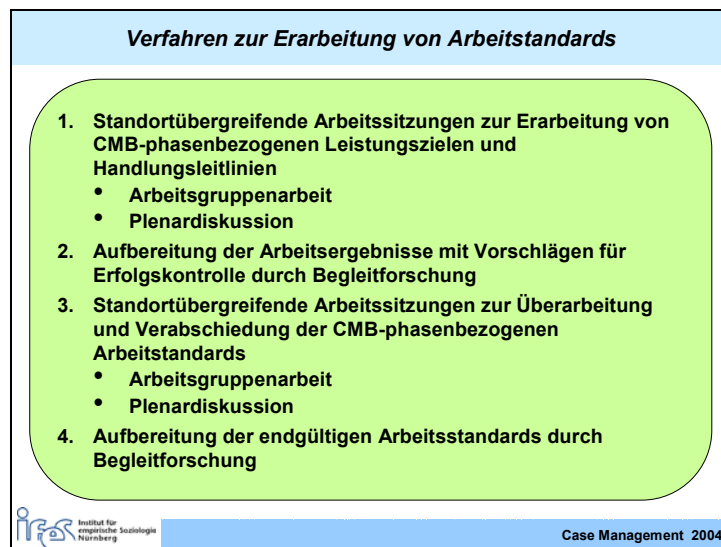 Verfahren zur Erarbeitung von Arbeitstandards
1. Standortübergreifende Arbeitssitzungen zur Erarbeitung von
CMB-phasenbezogenen Leistungszielen und
Handlungsleitlinien
• Arbeitsgruppenarbeit
• Plenardiskussion
2. Aufbereitung der Arbeitsergebnisse mit Vorschlägen für
Erfolgskontrolle durch Begleitforschung
3. Standortübergreifende Arbeitssitzungen zur Überarbeitung
und Verabschiedung der CMB-phasenbezogenen
Arbeitstandards
• Arbeitsgruppenarbeit
• Plenardiskussion
4. Aufbereitung der endgültigen Arbeitsstandards durch
Begleitforschung
ifes
Institut für
empirische Soziologie
Nürnberg
Case Management 2004